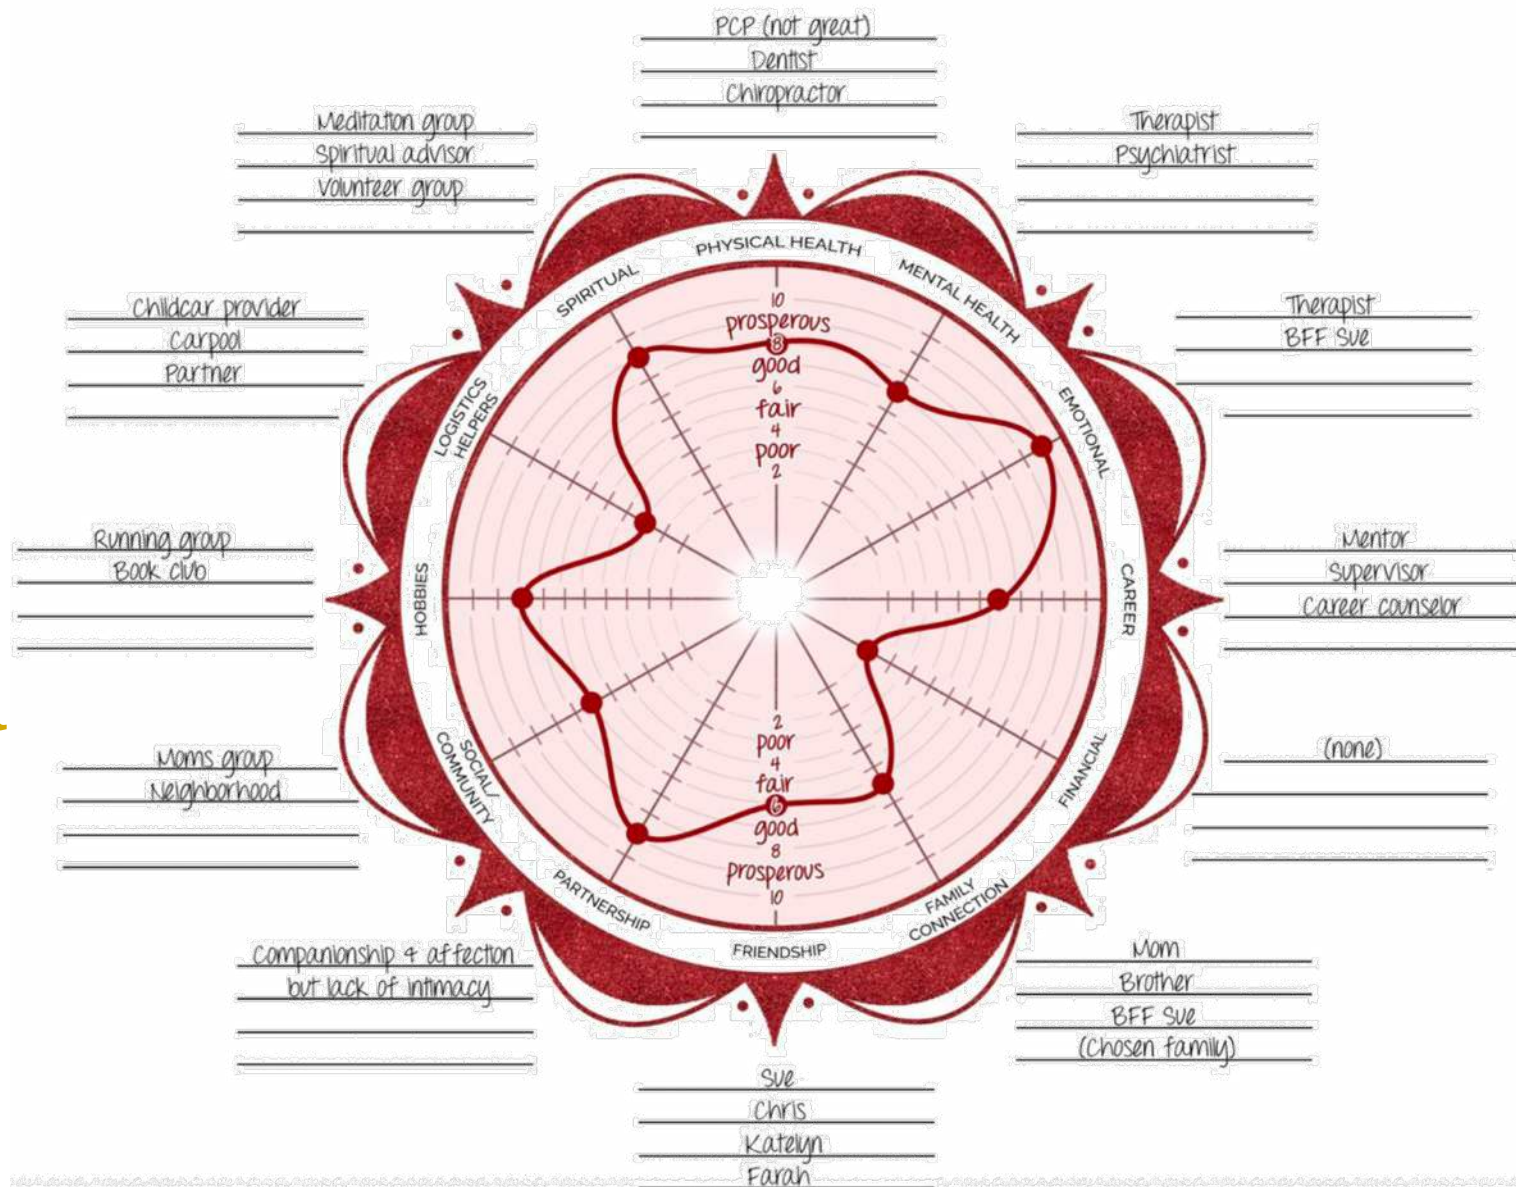 PCP (not great)
Dentist
Chiropractor
Meditation group
Spiritual advisor
Volunteer group
Therapist
Psychiatrist
Childcar provider
Carpool
Partner
Therapist
BFF Sue
Running group
Book club
Mentor
Supervisor
Career counselor
Moms group
Neighborhood
(none)
Companionship & affection
but lack of intimacy
Mom
Brother
BFF Sue
(Chosen family)
Sue
Chris
Katelyn
Farah
PHYSICAL HEALTH
MENTAL HEALTH
EMOTIONAL
CAREER
FINANCIAL
FAMILY
CONNECTION
FRIENDSHIP
PARTNERSHIP
SOCIAL/
COMMUNITY
HOBBIES
LOGISTICS
HELPERS
SPIRITUAL
10
prosperous
8
good
6
fair
4
poor
2
2
poor
4
fair
6
good
8
prosperous
10